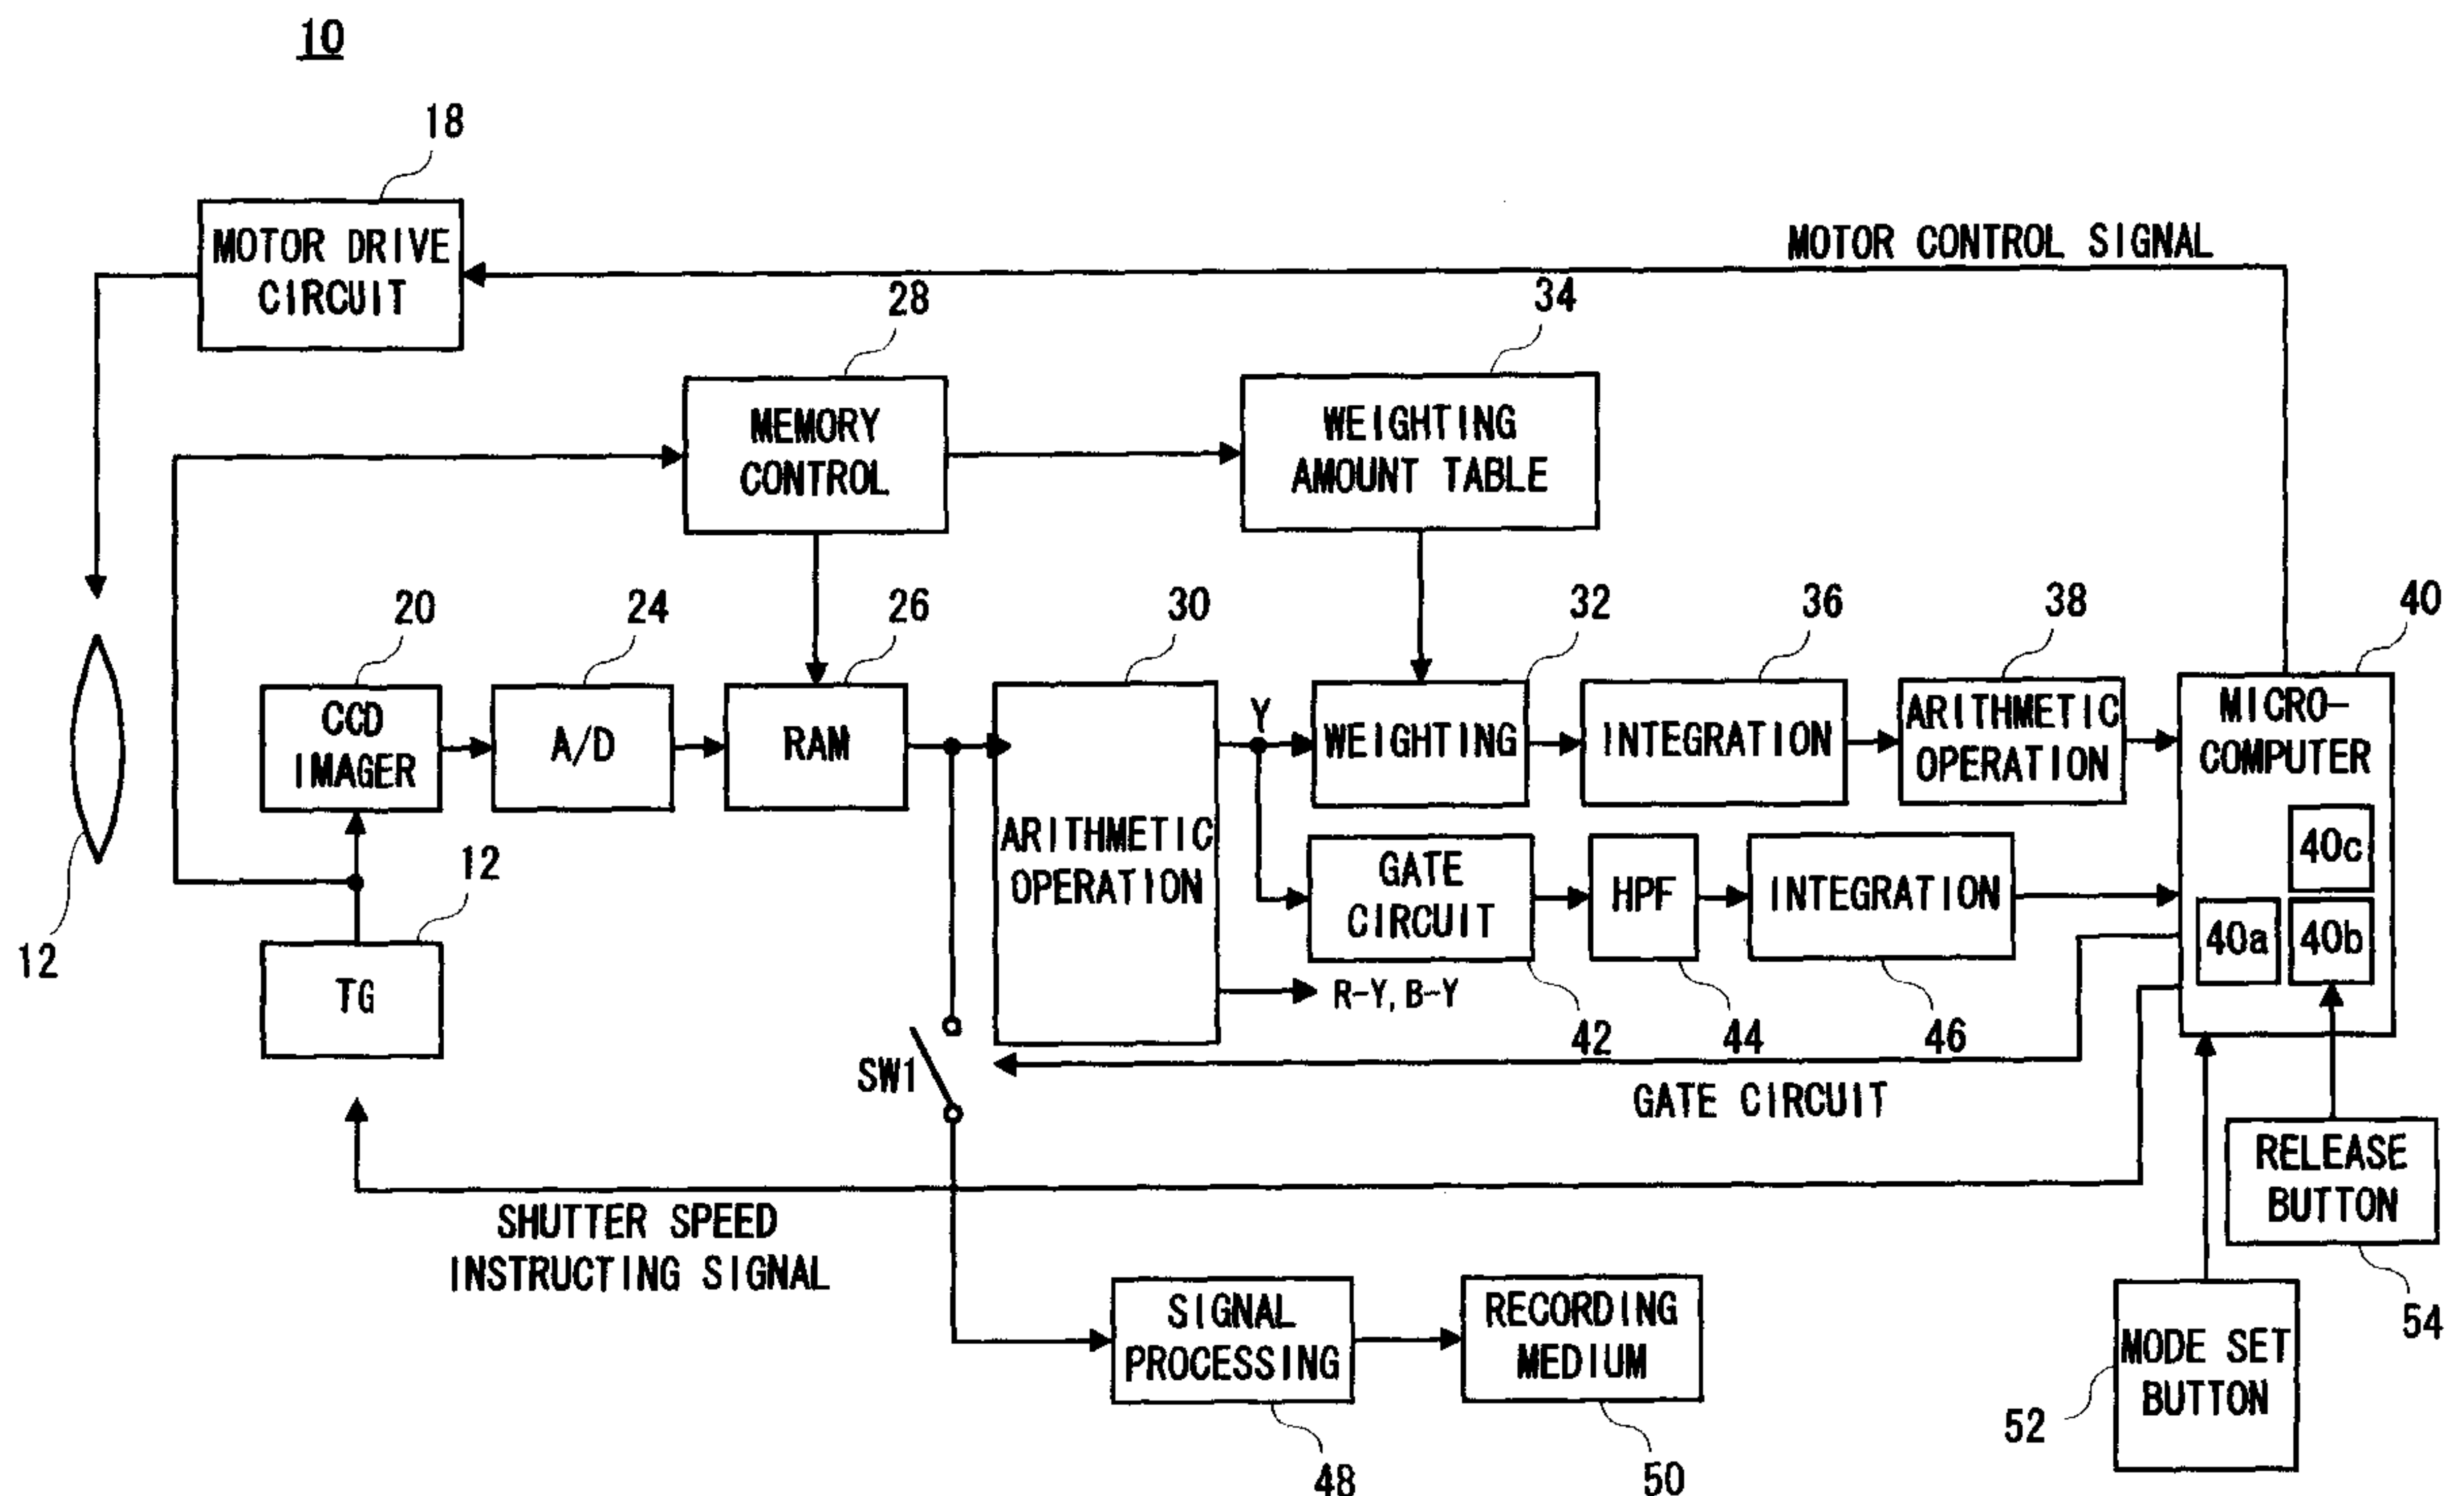 10
18
MOTOR DRIVE
CIRCUIT
MOTOR CONTROL SIGNAL
28
34
MEMORY
CONTROL
WEIGHTING
AMOUNT TABLE
20
24
26
30
32
36
38
40
CCD
IMAGER
A/D
RAM
ARITHMETIC
OPERATION
Y
WEIGHTING
INTEGRATION
ARITHMETIC
OPERATION
MICRO-
COMPUTER
12
12
TG
GATE
CIRCUIT
HPF
INTEGRATION
40c
40a
40b
R-Y, B-Y
42
44
46
SW1
GATE CIRCUIT
SHUTTER SPEED
INSTRUCTING SIGNAL
RELEASE
BUTTON
54
SIGNAL
PROCESSING
RECORDING
MEDIUM
MODE SET
BUTTON
52
48
50